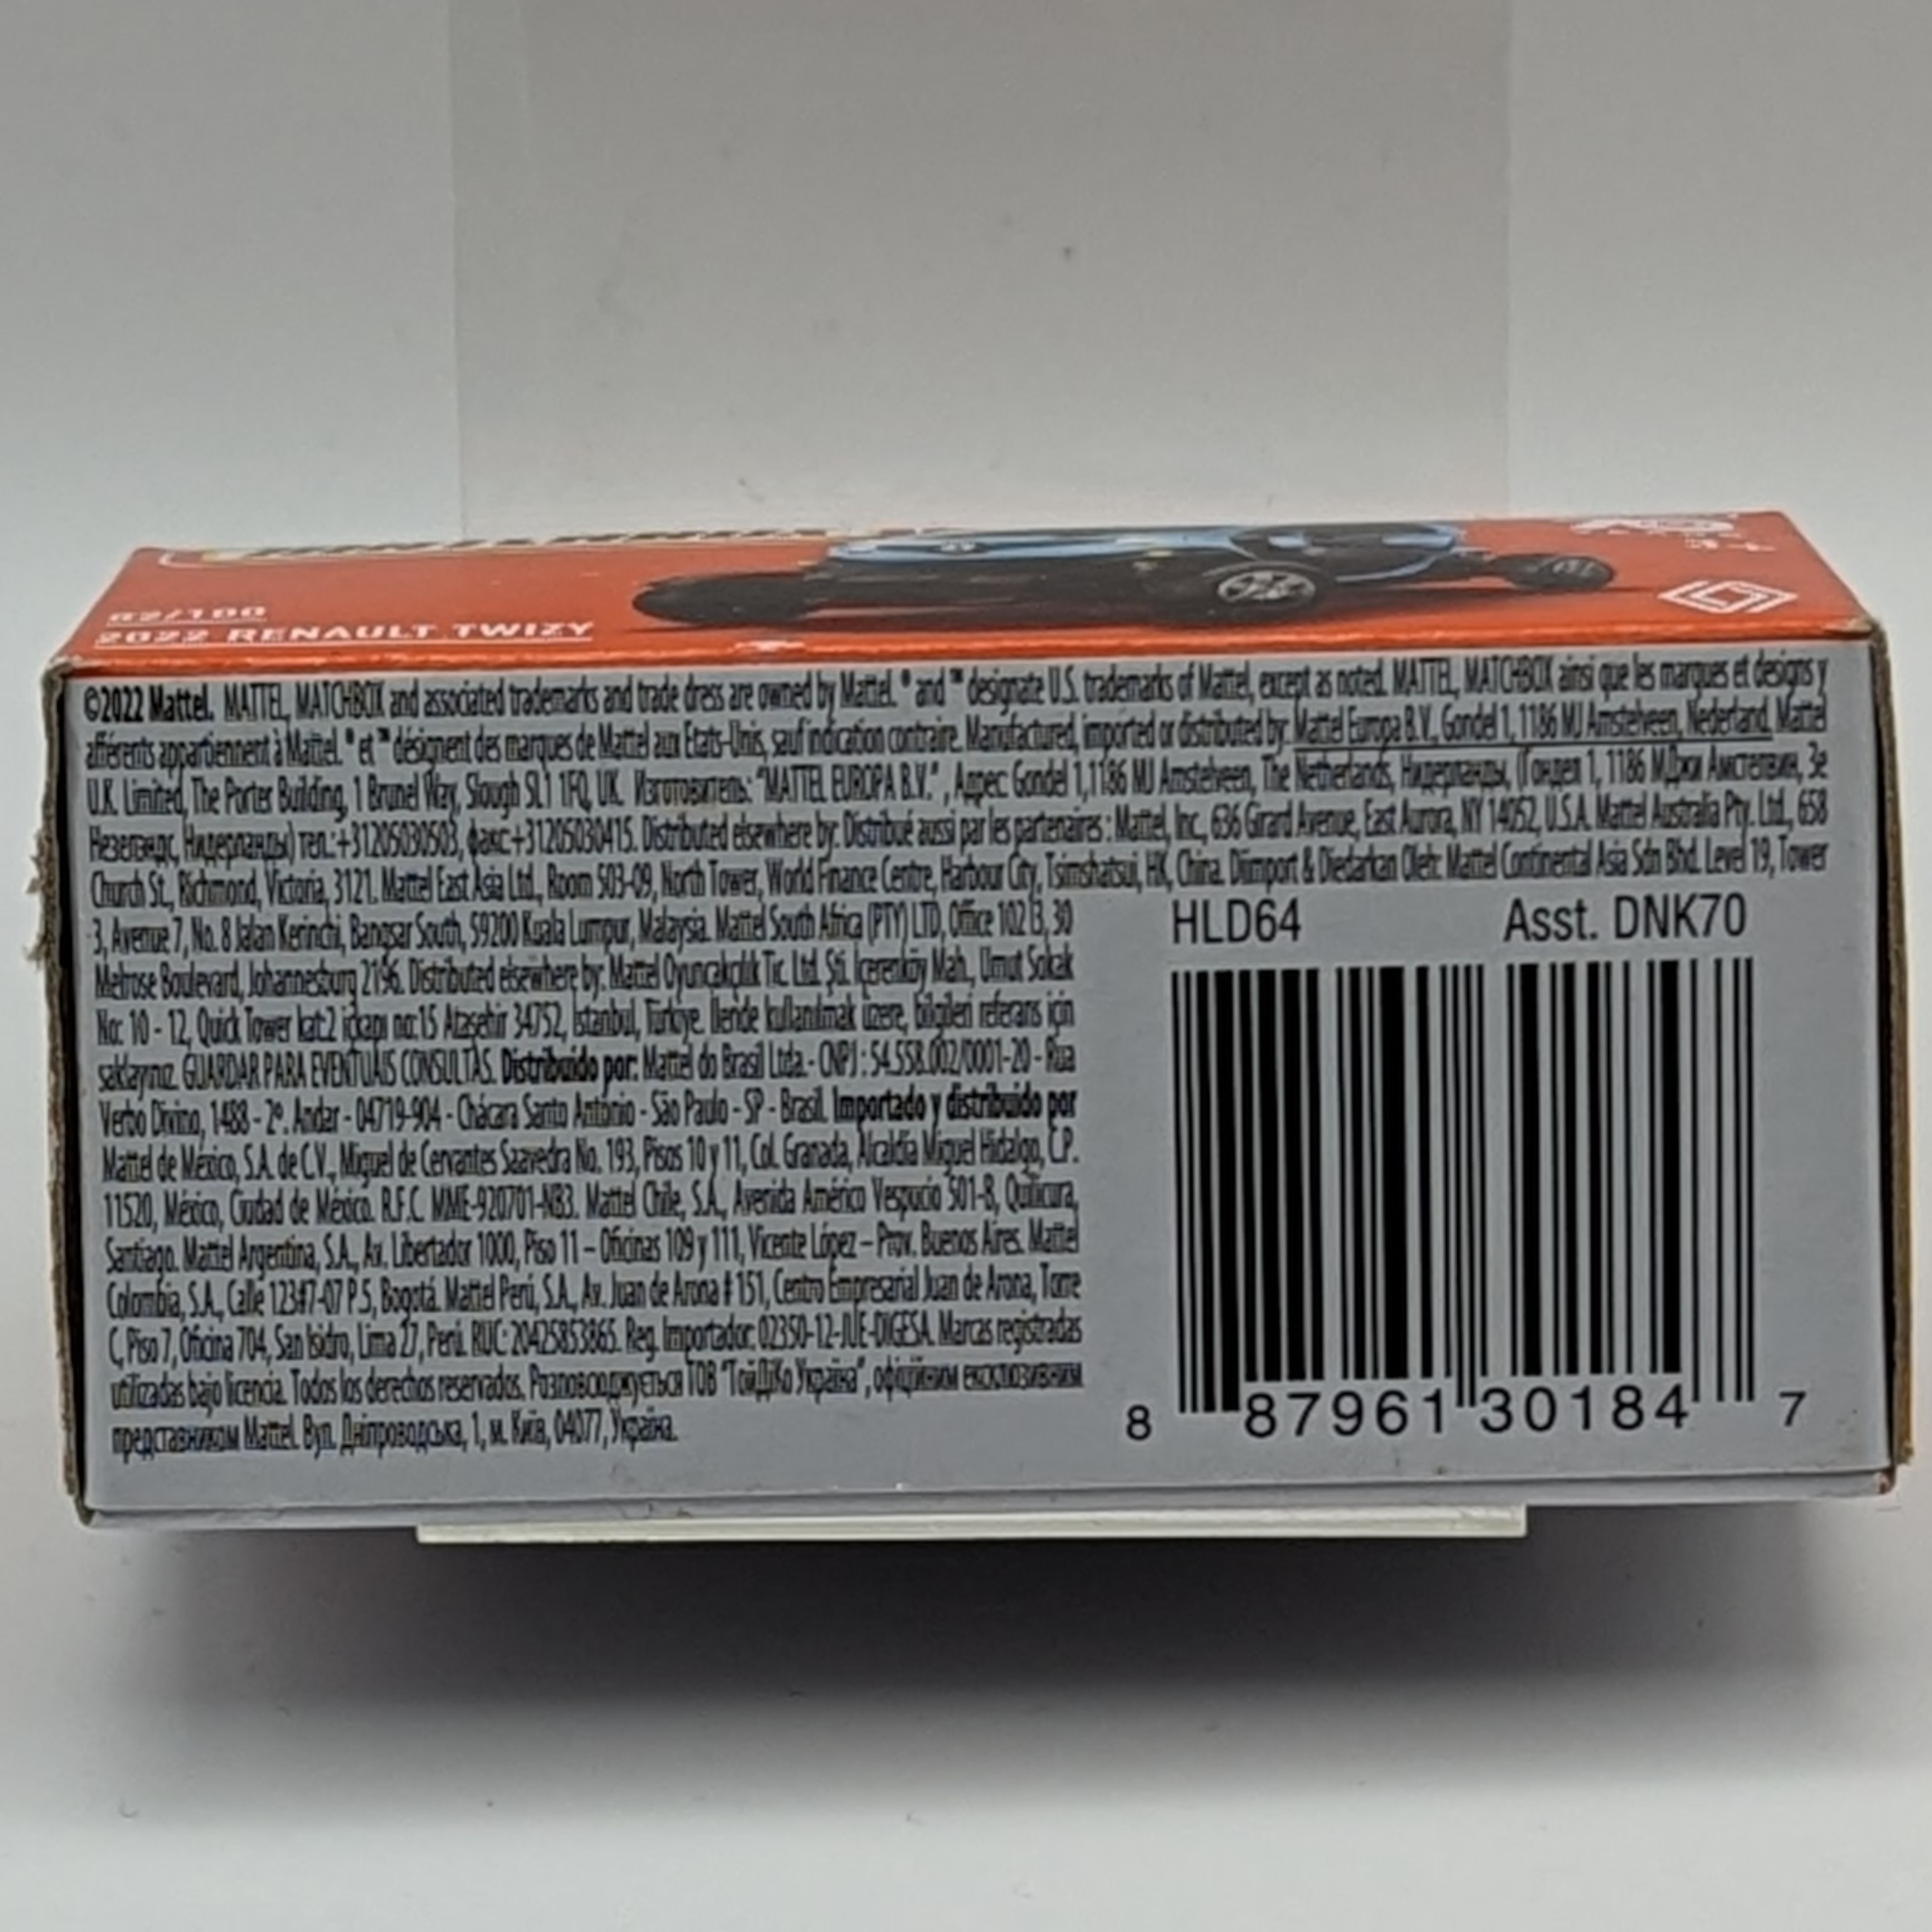 82/100
2022 RENAULT TWIZY
©2022 Mattel. MATTEL, MATCHBOX and associated trademarks and trade dress are owned by Mattel. ® and ™ designate U.S. trademarks of Mattel, except as noted. MATTEL, MATCHBOX ainsi que les marques et designs y
afférents appartiennent à Mattel. ® et ™ désignent des marques de Mattel aux États-Unis, sauf indication contraire. Manufactured, imported or distributed by: Mattel Europa B.V., Gondel 1, 1186 MJ Amstelveen, Nederland. Mattel
U.K. Limited, The Porter Building, 1 Brunel Way, Slough SL1 1FQ, UK. Изготовитель: “MATTEL EUROPA B.V.”, Адрес: Gondel 1,1186 MJ Amstelveen, The Netherlands, Нидерланды, (Гондел 1, 1186 МДжи Амстелвин, Зе
Незелэндс, Нидерланды) тел.:+31205030503, факс:+31205030415. Distributed elsewhere by: Distribué aussi par les partenaires : Mattel, Inc., 636 Girard Avenue, East Aurora, NY 14052, U.S.A. Mattel Australia Pty. Ltd., 658
Church St., Richmond, Victoria, 3121. Mattel East Asia Ltd., Room 503-09, North Tower, World Finance Centre, Harbour City, Tsimshatsui, HK, China. Diimport & Diedarkan Oleh: Mattel Continental Asia Sdn Bhd. Level 19, Tower
3, Avenue 7, No. 8 Jalan Kerinchi, Bangsar South, 59200 Kuala Lumpur, Malaysia. Mattel South Africa (PTY) LTD, Office 102 I3, 30
Melrose Boulevard, Johannesburg 2196. Distributed elsewhere by: Mattel Oyuncakçılık Tic. Ltd. Şti. İçerenköy Mah., Umut Sokak
No: 10 - 12, Quick Tower kat:2 içkapı no:15 Ataşehir 34752, İstanbul, Türkiye. İlende kullanılmak üzere, bilgileri referans için
saklayınız. GUARDAR PARA EVENTUAIS CONSULTAS. Distribuido por: Mattel do Brasil Ltda.- CNPJ : 54.558.002/0001-20 - Rua
Verbo Divino, 1488 - 2º. Andar - 04719-904 - Chácara Santo Antonio - São Paulo - SP - Brasil. Importado y distribuido por
Mattel de México, S.A. de C.V., Miguel de Cervantes Saavedra No. 193, Pisos 10 y 11, Col. Granada, Alcaldía Miguel Hidalgo, C.P.
11520, México, Ciudad de México. R.F.C. MME-920701-NB3. Mattel Chile, S.A., Avenida Américo Vespucio 501-B, Quilicura,
Santiago. Mattel Argentina, S.A., Av. Libertador 1000, Piso 11 – Oficinas 109 y 111, Vicente López – Prov. Buenos Aires. Mattel
Colombia, S.A., Calle 123#7-07 P.5, Bogotá. Mattel Perú, S.A., Av. Juan de Arona # 151, Centro Empresarial Juan de Arona, Torre
C, Piso 7, Oficina 704, San Isidro, Lima 27, Perú. RUC: 20425853865. Reg. Importador: 02350-12-JUE-DIGESA. Marcas registradas
utilizadas bajo licencia. Todos los derechos reservados. Розповсюджується ТОВ “ТойДіКо Україна”, офіційним ексклюзивним
представником Mattel. Вул. Дніпроводська, 1, м. Київ, 04077, Україна.
HLD64 Asst. DNK70
8 87961 30184 7